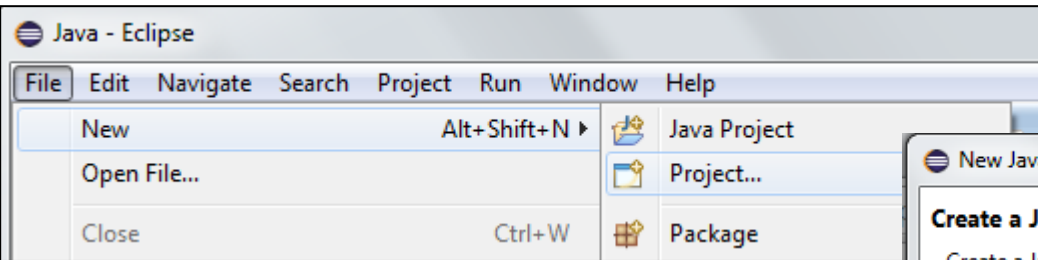 Java - Eclipse
File Edit Navigate Search Project Run Window Help
New Alt+Shift+N
Java Project
Open File...
Project...
New Jav
Close Ctrl+W
Package
Create a J